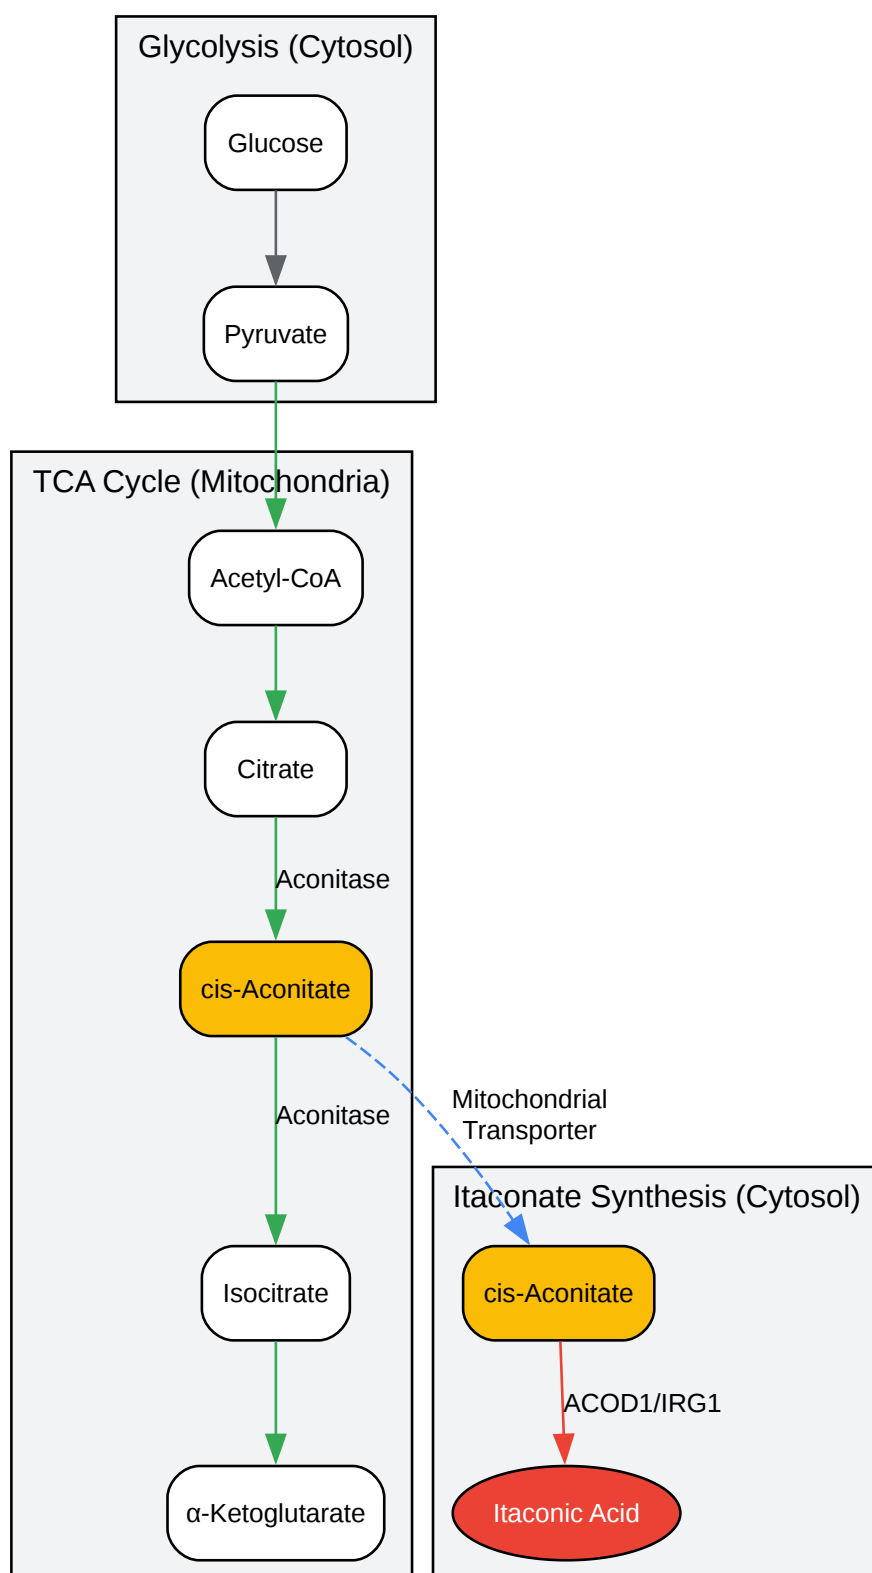 Glycolysis (Cytosol)
Glucose
Pyruvate
TCA Cycle (Mitochondria)
Acetyl-CoA
Citrate
Aconitase
cis-Aconitate
Aconitase
Mitochondrial
Transporter
Itaconate Synthesis (Cytosol)
Isocitrate
cis-Aconitate
ACOD1/IRG1
α-Ketoglutarate
Itaconic Acid